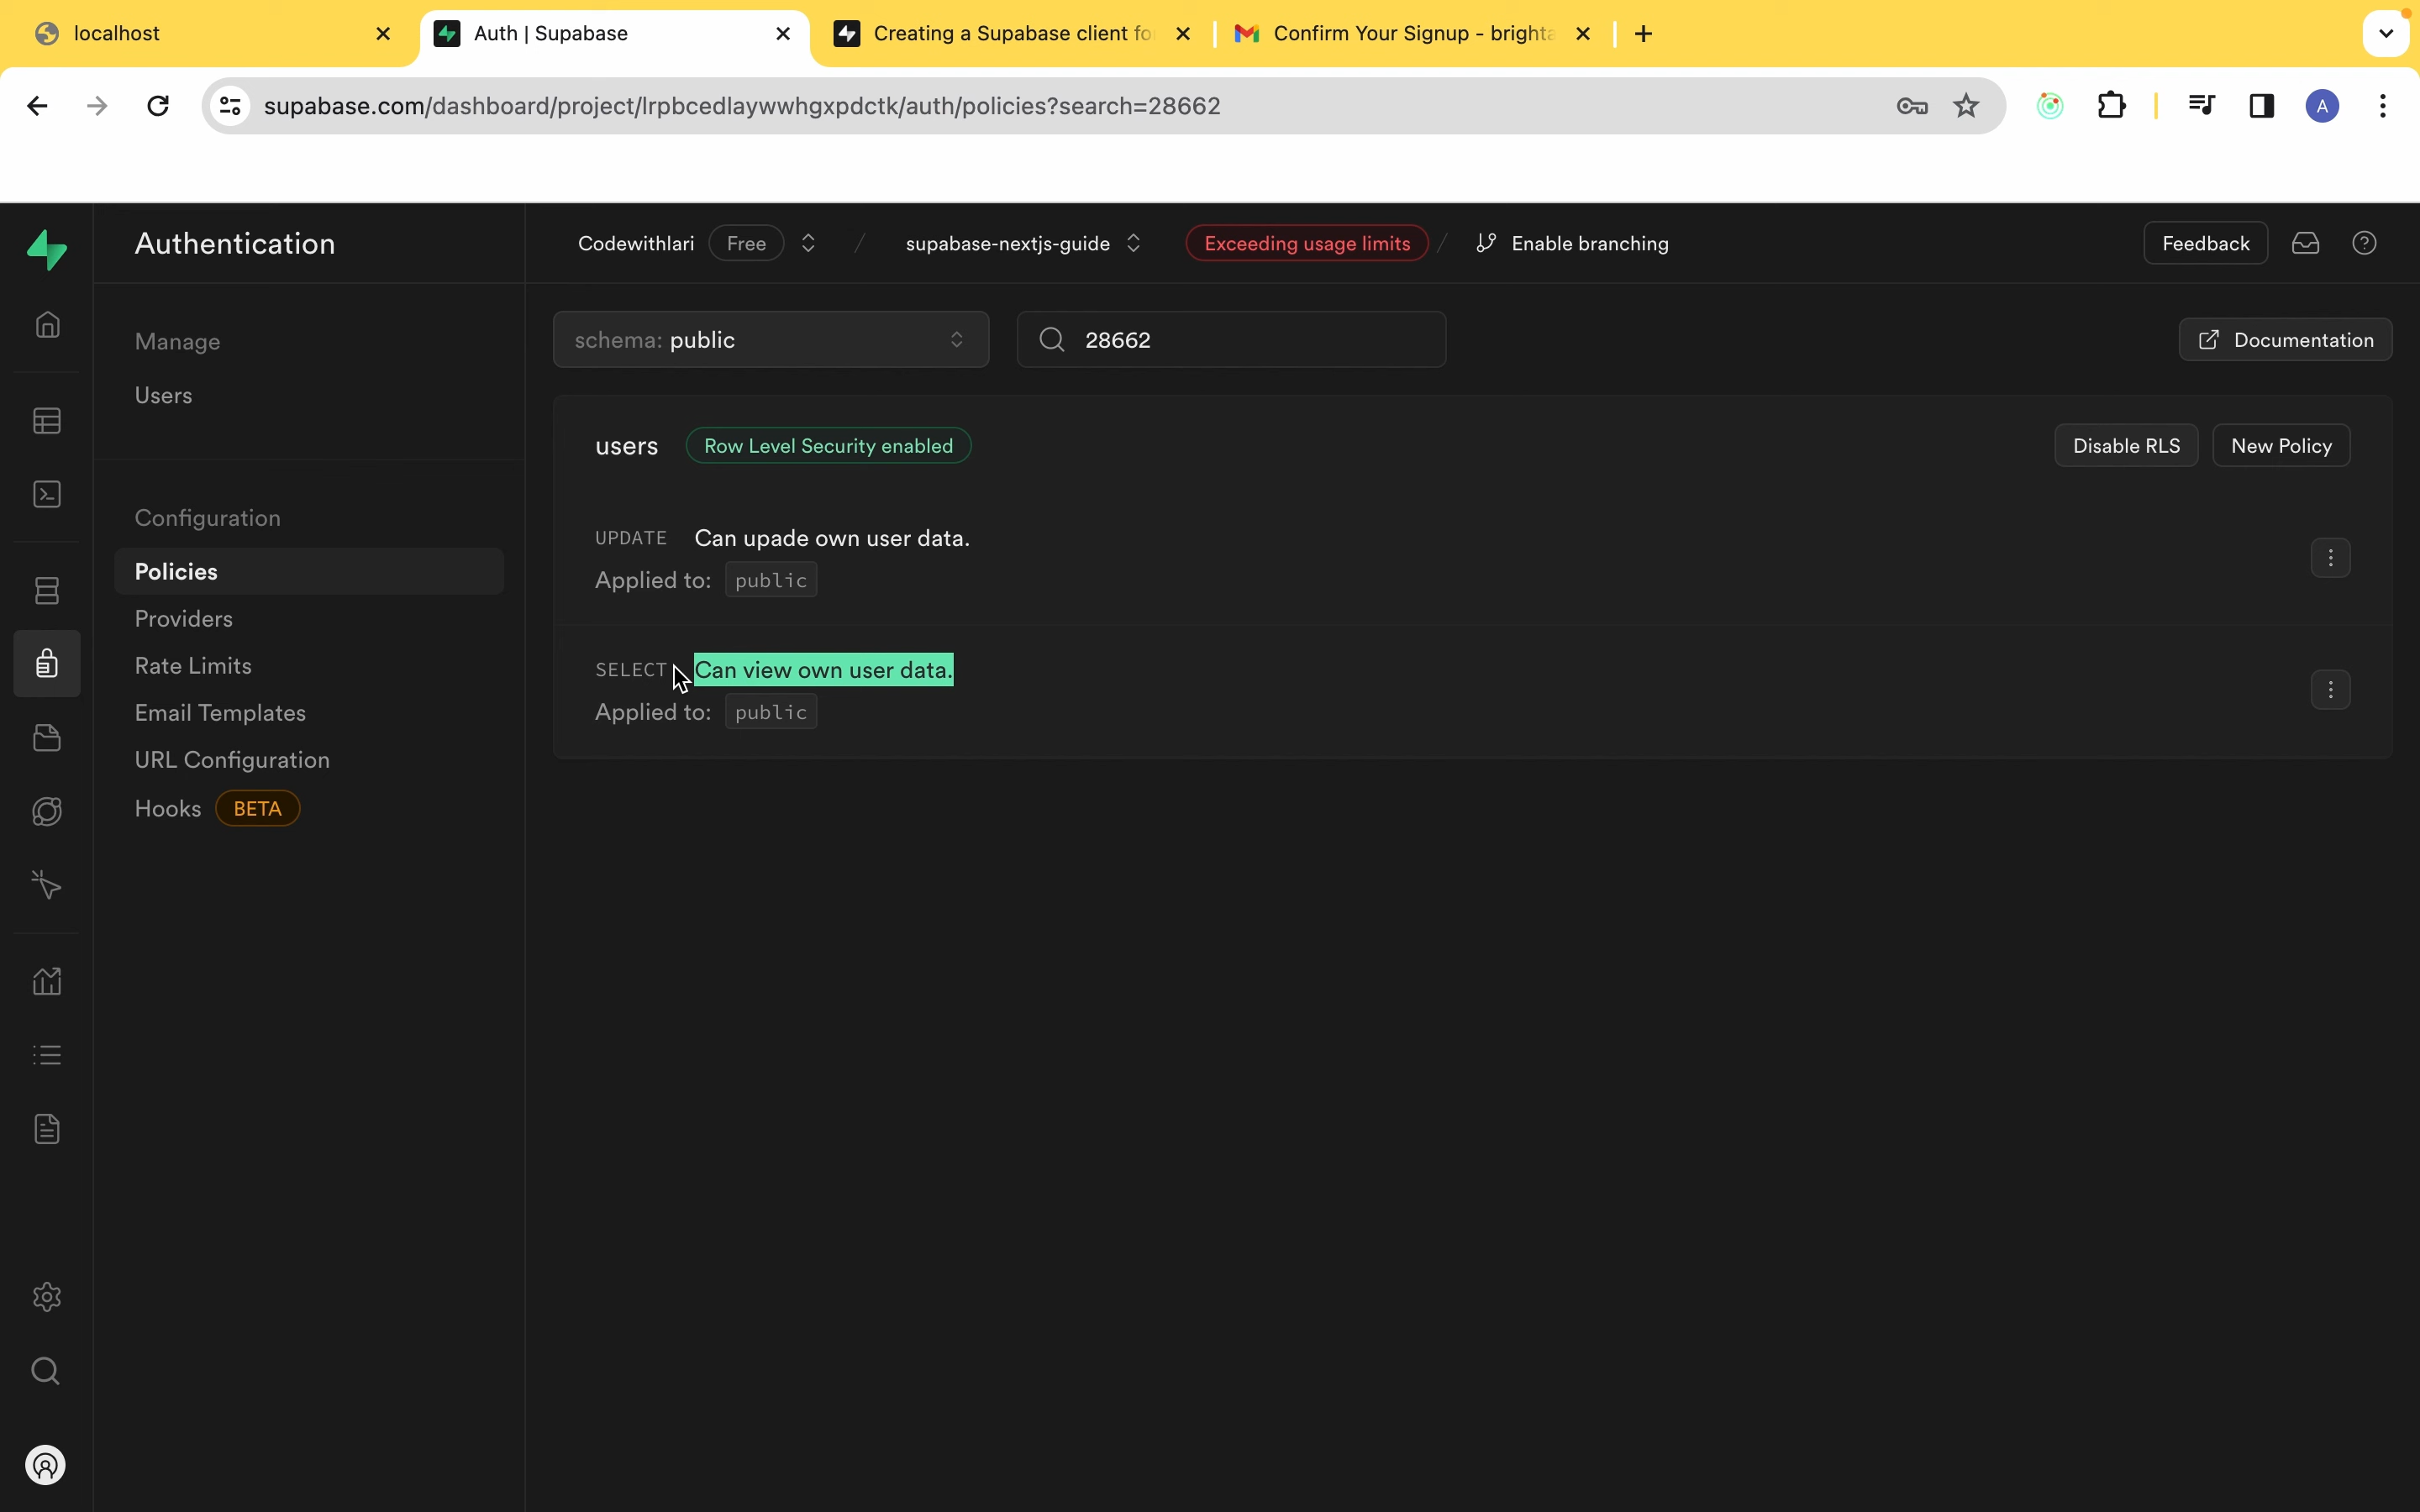 localhost
Auth | Supabase
Creating a Supabase client fo
Confirm Your Signup - brighta
supabase.com/dashboard/project/lrpbcedlaywwhgxpdctk/auth/policies?search=28662
A
Authentication
Codewithlari
Free
/
supabase-nextjs-guide
Exceeding usage limits
/
Enable branching
Feedback
Manage
Users
Configuration
Policies
Providers
Rate Limits
Email Templates
URL Configuration
Hooks BETA
schema: public
28662
Documentation
users
Row Level Security enabled
Disable RLS
New Policy
UPDATE Can upade own user data.
Applied to: public
SELECT Can view own user data.
Applied to: public